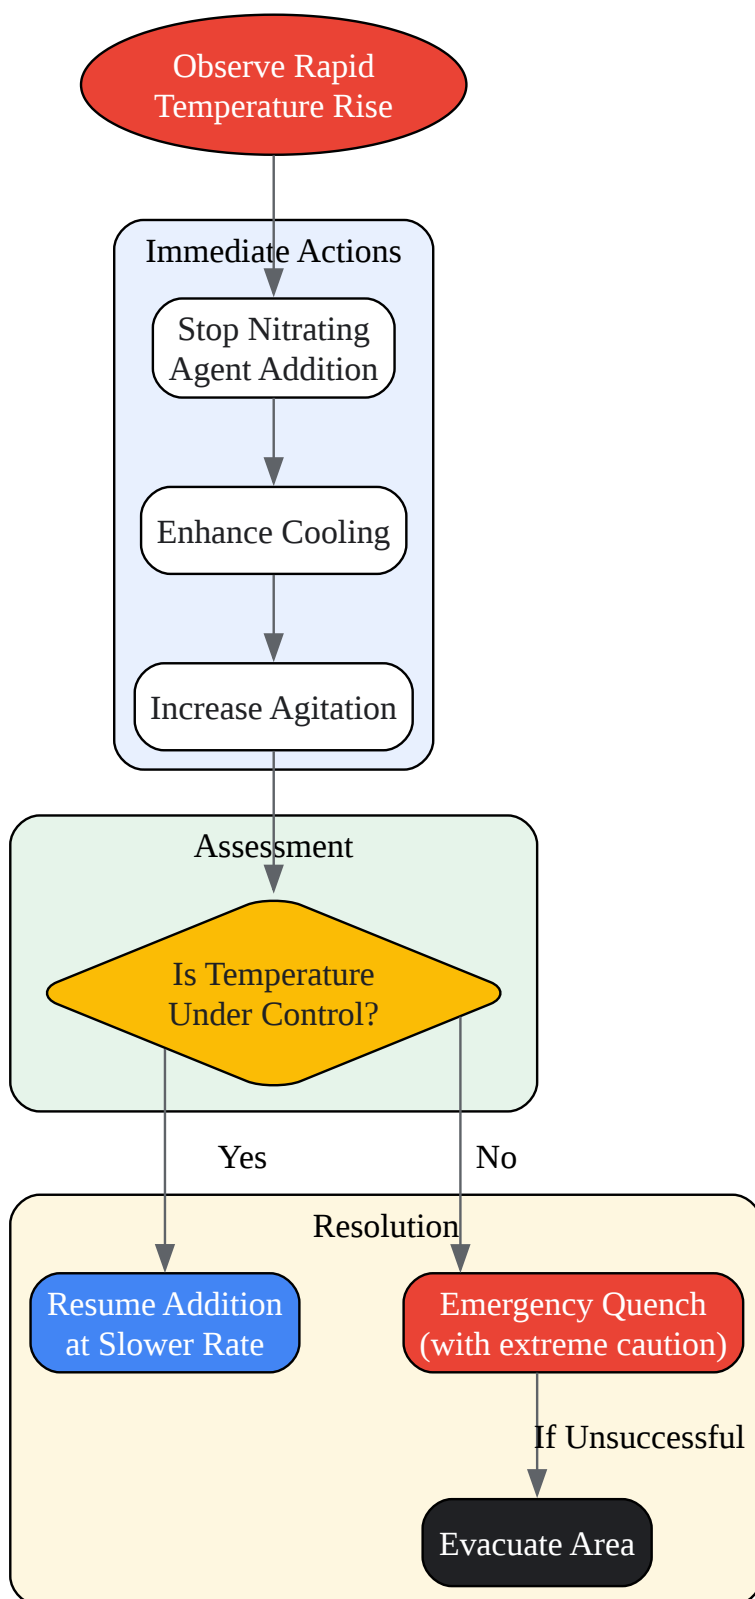 Observe Rapid
Temperature Rise
Immediate Actions
Stop Nitrating
Agent Addition
Enhance Cooling
Increase Agitation
Assessment
Is Temperature
Under Control?
Yes
No
Resolution
Resume Addition
at Slower Rate
Emergency Quench
(with extreme caution)
If Unsuccessful
Evacuate Area